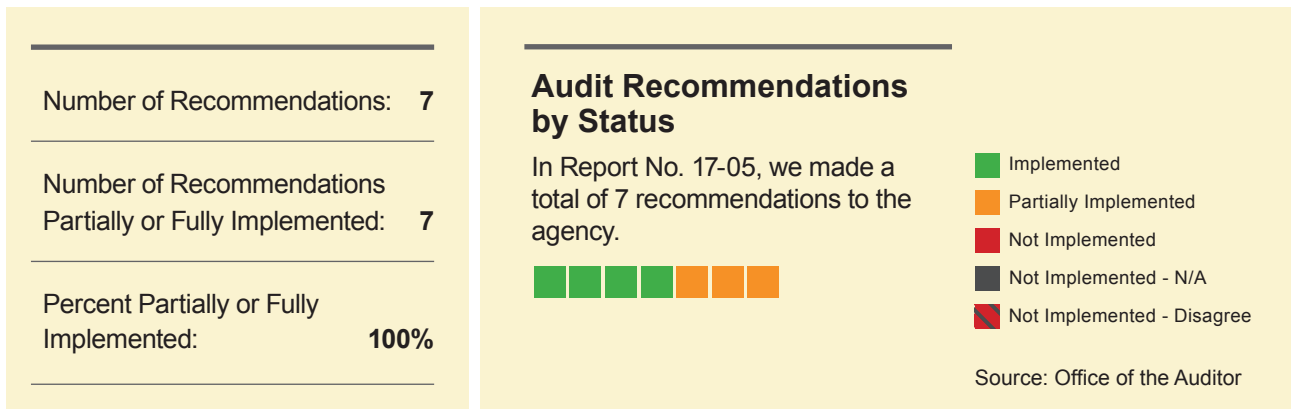 Number of Recommendations: 7
Number of Recommendations
Partially or Fully Implemented: 7
Percent Partially or Fully
Implemented: 100%
Audit Recommendations
by Status
In Report No. 17-05, we made a
total of 7 recommendations to the
agency.
Implemented
Partially Implemented
Not Implemented
Not Implemented - N/A
Not Implemented - Disagree
Source: Office of the Auditor